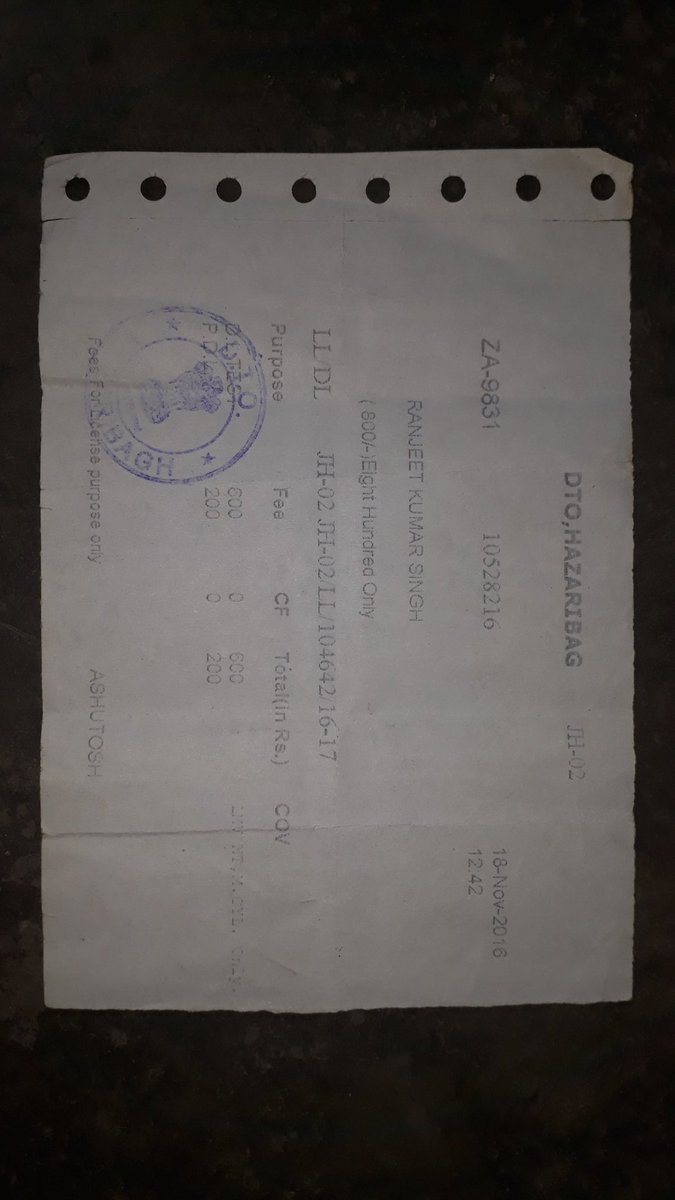 DTO,HAZARIBAG JH-02
ZA-9831 10528216 18-Nov-2016
12:42
RANJEET KUMAR SINGH
( 800/-)Eight Hundred Only
LL/DL JH-02 JH-02/LL/104642/16-17
Purpose Fee CF Total(in Rs.) COV
600 0 600
200 0 200
D.T.O.
Fees For License purpose only ASHUTOSH